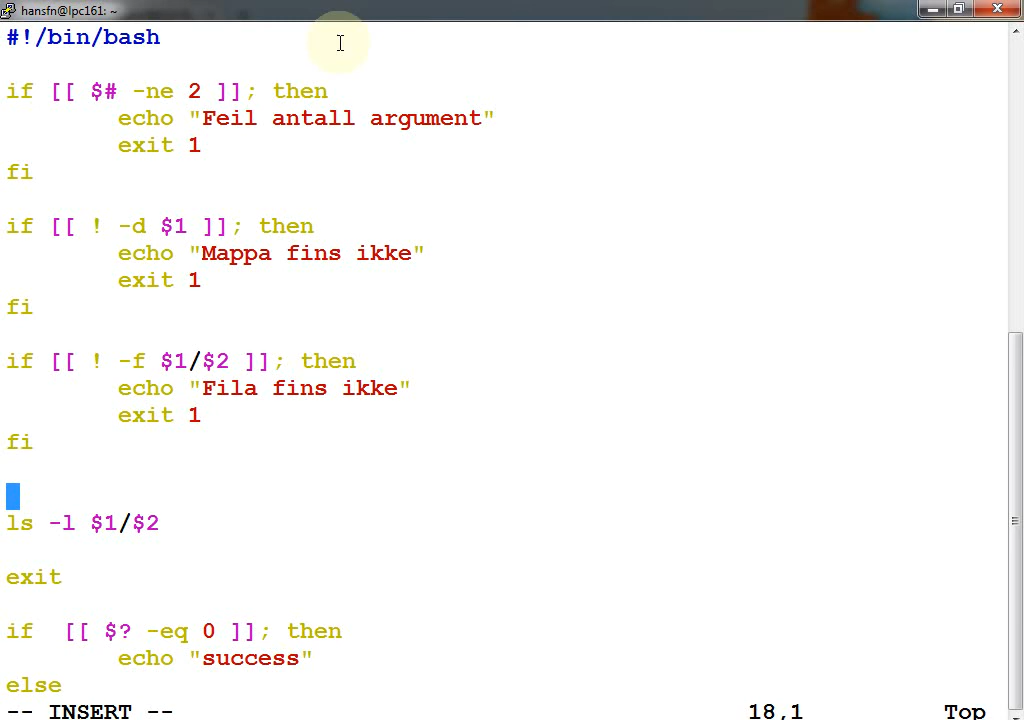 hansfn@lpc161: ~
#!/bin/bash
if [[ $# -ne 2 ]]; then
echo "Feil antall argument"
exit 1
fi
if [[ ! -d $1 ]]; then
echo "Mappa fins ikke"
exit 1
fi
if [[ ! -f $1/$2 ]]; then
echo "Fila fins ikke"
exit 1
fi
ls -l $1/$2
exit
if  [[ $? -eq 0 ]]; then
echo "success"
else
-- INSERT -- 18,1 Top